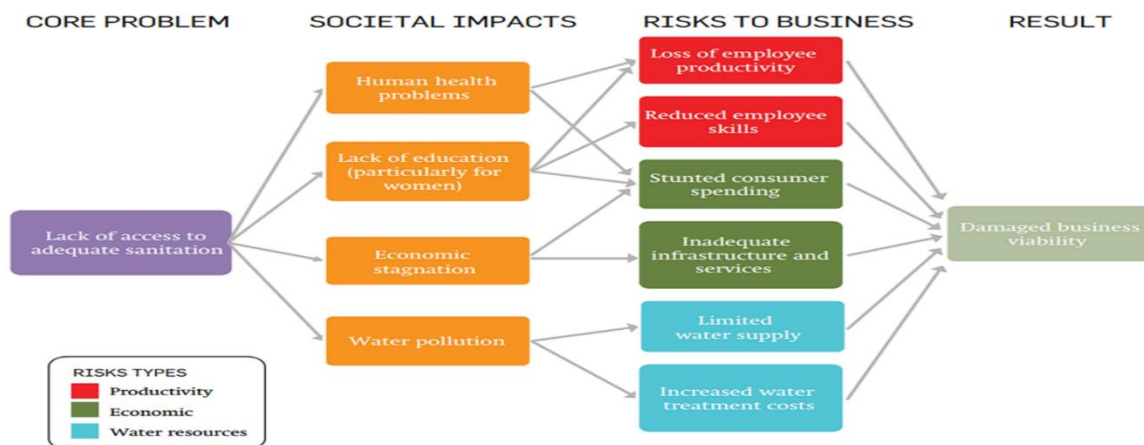 CORE PROBLEM
SOCIETAL IMPACTS
RISKS TO BUSINESS
RESULT
Lack of access to
adequate sanitation
Human health
problems
Lack of education
(particularly for
women)
Economic
stagnation
Water pollution
Loss of employee
productivity
Reduced employee
skills
Stunted consumer
spending
Inadequate
infrastructure and
services
Limited
water supply
Increased water
treatment costs
Damaged business
viability
RISKS TYPES
Productivity
Economic
Water resources